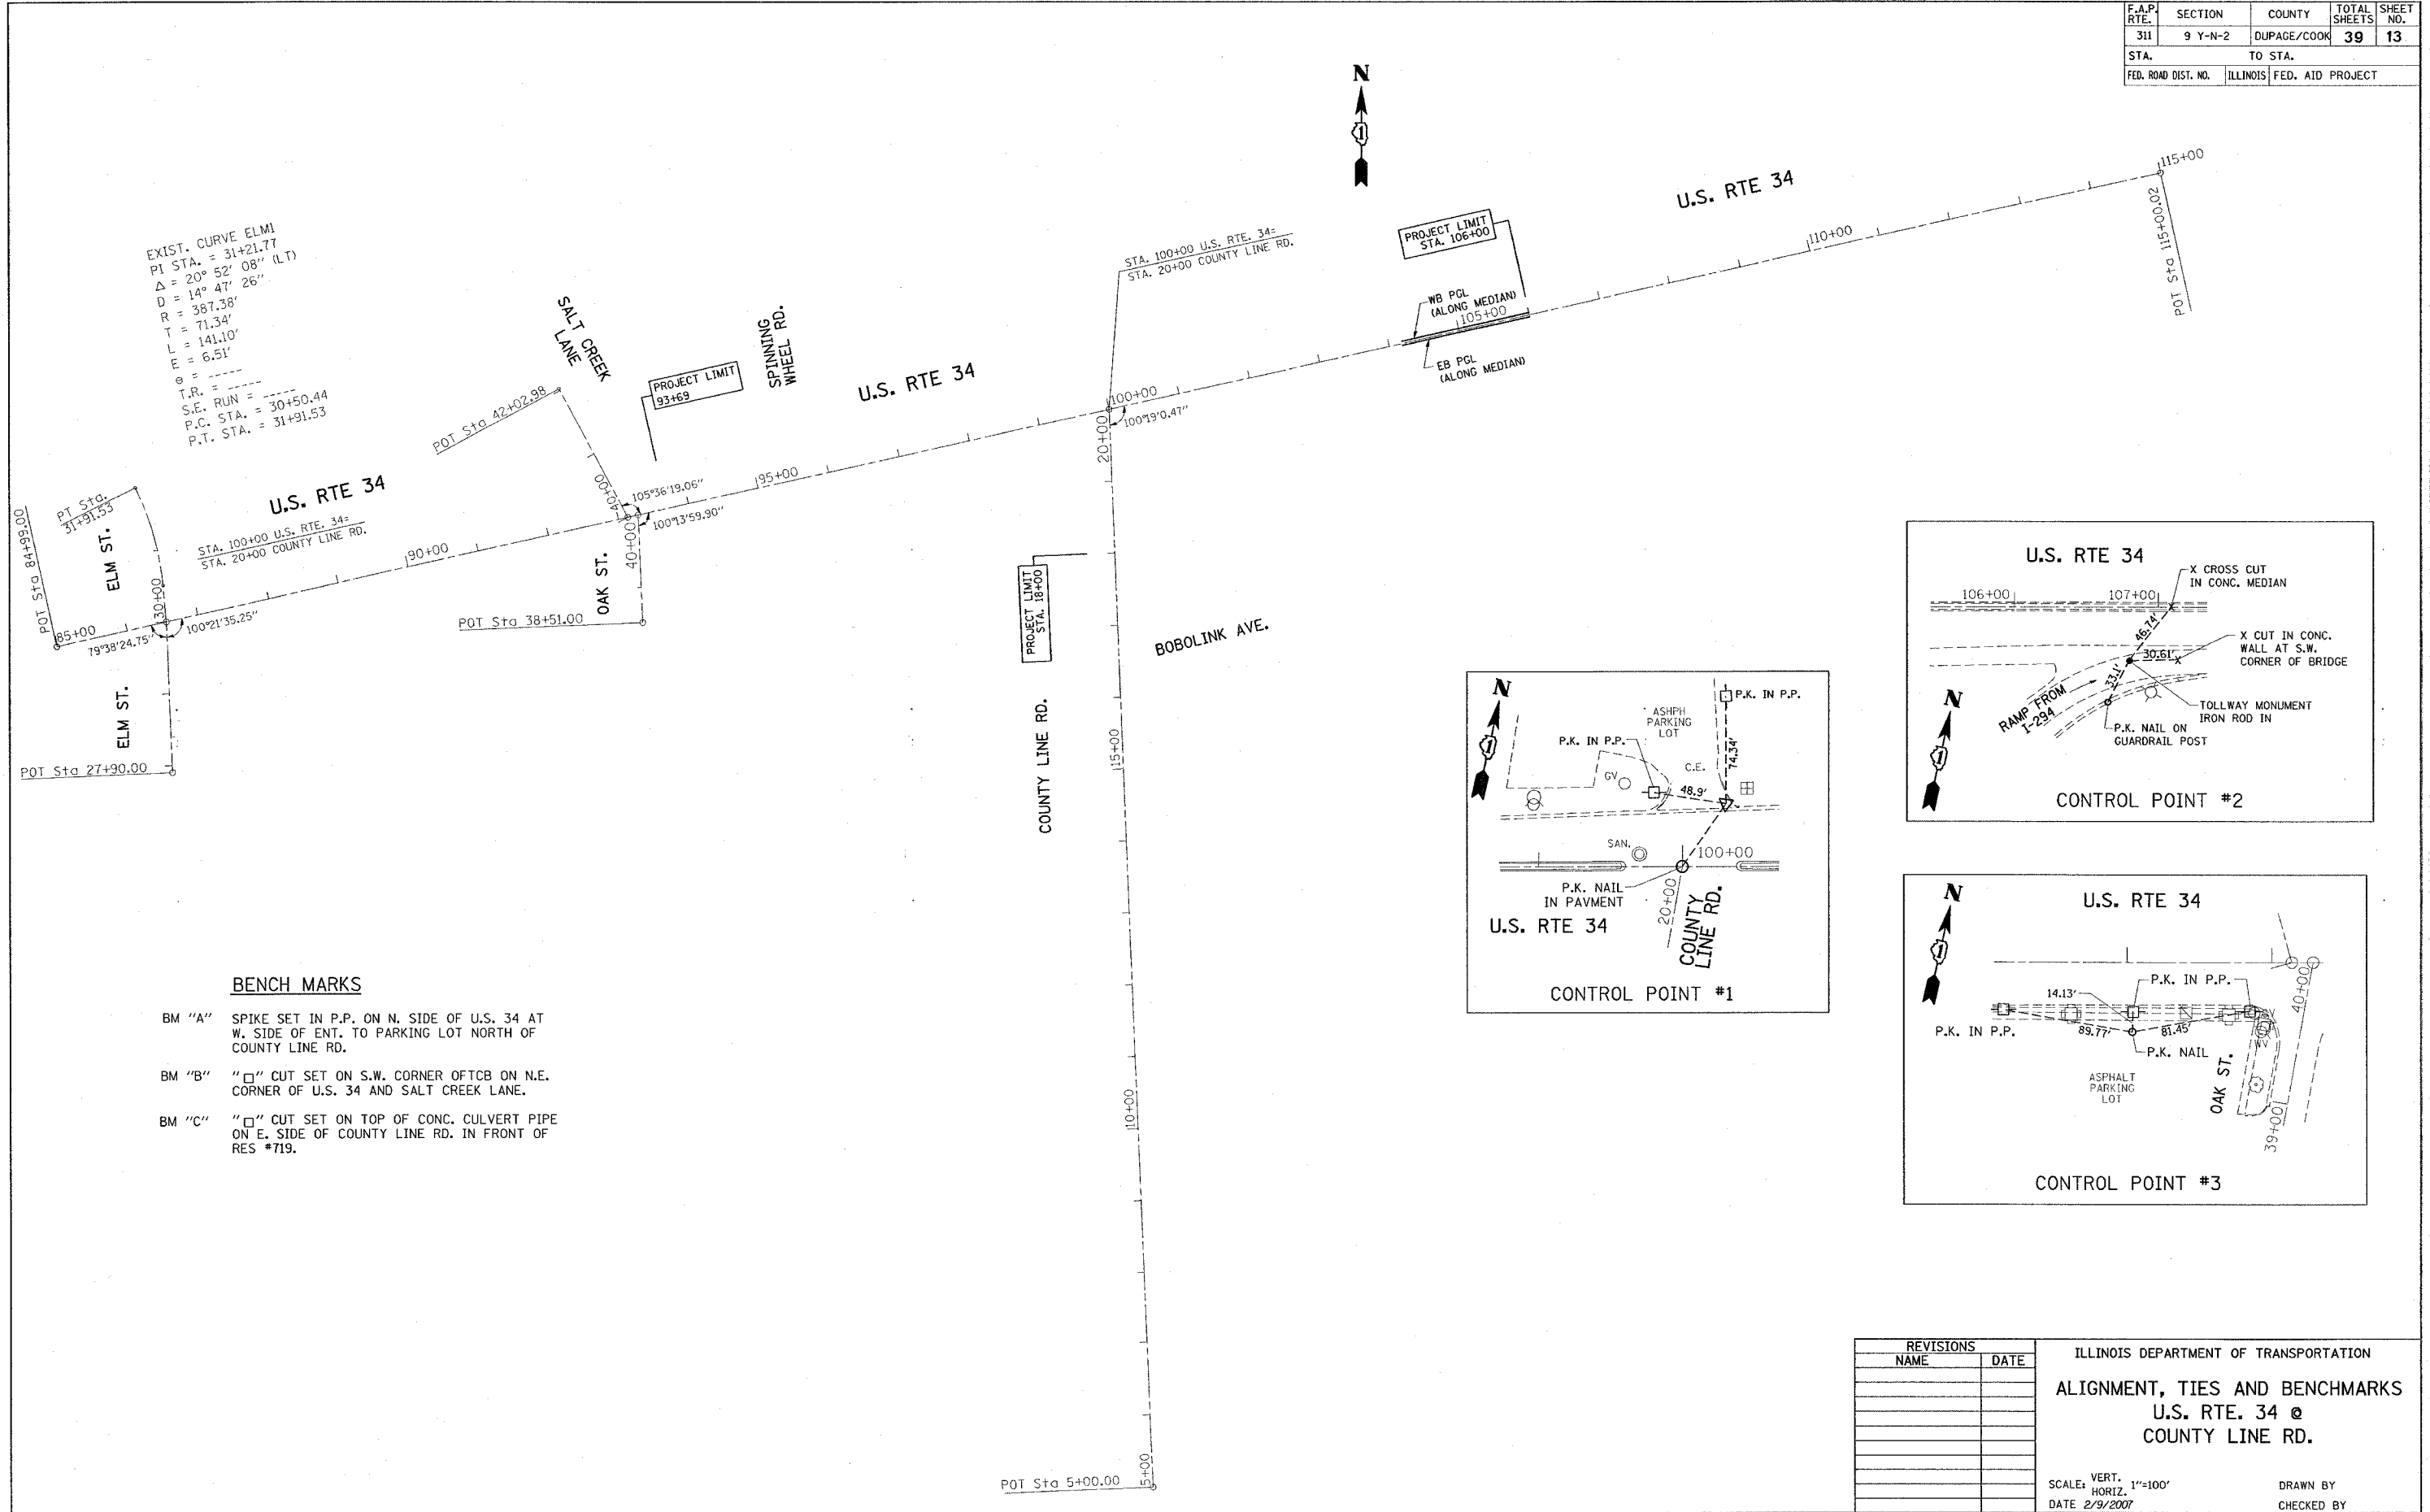 F.A.P. RTE. SECTION COUNTY TOTAL SHEETS SHEET NO.
311 9 Y-N-2 DUPAGE/COOK 39 13
STA. TO STA.
FED. ROAD DIST. NO. ILLINOIS FED. AID PROJECT
N
1
EXIST. CURVE ELM1
PI STA. = 31+21.77
Δ = 20° 52' 08" (LT)
D = 14° 47' 26"
R = 387.38'
T = 71.34'
L = 141.10'
E = 6.51'
e = -----
T.R. = -----
S.E. RUN = -----
P.C. STA. = 30+50.44
P.T. STA. = 31+91.53
U.S. RTE 34
115+00
POT Sta 115+00.02
110+00
PROJECT LIMIT
STA. 106+00
STA. 100+00 U.S. RTE. 34=
STA. 20+00 COUNTY LINE RD.
WB PGL
(ALONG MEDIAN)
105+00
EB PGL
(ALONG MEDIAN)
SALT CREEK
LANE
SPINNING
WHEEL RD.
PROJECT LIMIT
93+69
U.S. RTE 34
100+00
100°19'0.47"
20+00
POT Sta 42+02.98
40+00
105°36'19.06"
95+00
100°13'59.90"
40+00
OAK ST.
POT Sta 38+51.00
U.S. RTE 34
STA. 100+00 U.S. RTE. 34=
STA. 20+00 COUNTY LINE RD.
90+00
PT Sta.
31+91.53
ELM ST.
POT Sta 84+99.00
85+00
30+00
79°38'24.75"
100°21'35.25"
ELM ST.
POT Sta 27+90.00
PROJECT LIMIT
STA. 18+00
BOBOLINK AVE.
COUNTY LINE RD.
15+00
10+00
5+00
POT Sta 5+00.00
BENCH MARKS
BM "A" SPIKE SET IN P.P. ON N. SIDE OF U.S. 34 AT
W. SIDE OF ENT. TO PARKING LOT NORTH OF
COUNTY LINE RD.
BM "B" "□" CUT SET ON S.W. CORNER OFTCB ON N.E.
CORNER OF U.S. 34 AND SALT CREEK LANE.
BM "C" "□" CUT SET ON TOP OF CONC. CULVERT PIPE
ON E. SIDE OF COUNTY LINE RD. IN FRONT OF
RES #719.
N
1
P.K. IN P.P.
ASHPH
PARKING
LOT
P.K. IN P.P.
74.34'
C.E.
GV
48.9'
SAN.
100+00
P.K. NAIL
IN PAVMENT
20+00
COUNTY
LINE RD.
U.S. RTE 34
CONTROL POINT #1
U.S. RTE 34
X CROSS CUT
IN CONC. MEDIAN
106+00
107+00
46.74'
X CUT IN CONC.
WALL AT S.W.
CORNER OF BRIDGE
30.61'
33.1'
N
1
RAMP FROM
I-294
TOLLWAY MONUMENT
IRON ROD IN
P.K. NAIL ON
GUARDRAIL POST
CONTROL POINT #2
N
1
U.S. RTE 34
P.K. IN P.P.
40+00
14.13'
P.K. IN P.P.
89.77'
81.45'
P.K. NAIL
ASPHALT
PARKING
LOT
OAK ST.
39+00
CONTROL POINT #3
REVISIONS
NAME DATE
ILLINOIS DEPARTMENT OF TRANSPORTATION
ALIGNMENT, TIES AND BENCHMARKS
U.S. RTE. 34 @
COUNTY LINE RD.
SCALE: VERT. HORIZ. 1"=100'
DRAWN BY
DATE 2/9/2007
CHECKED BY